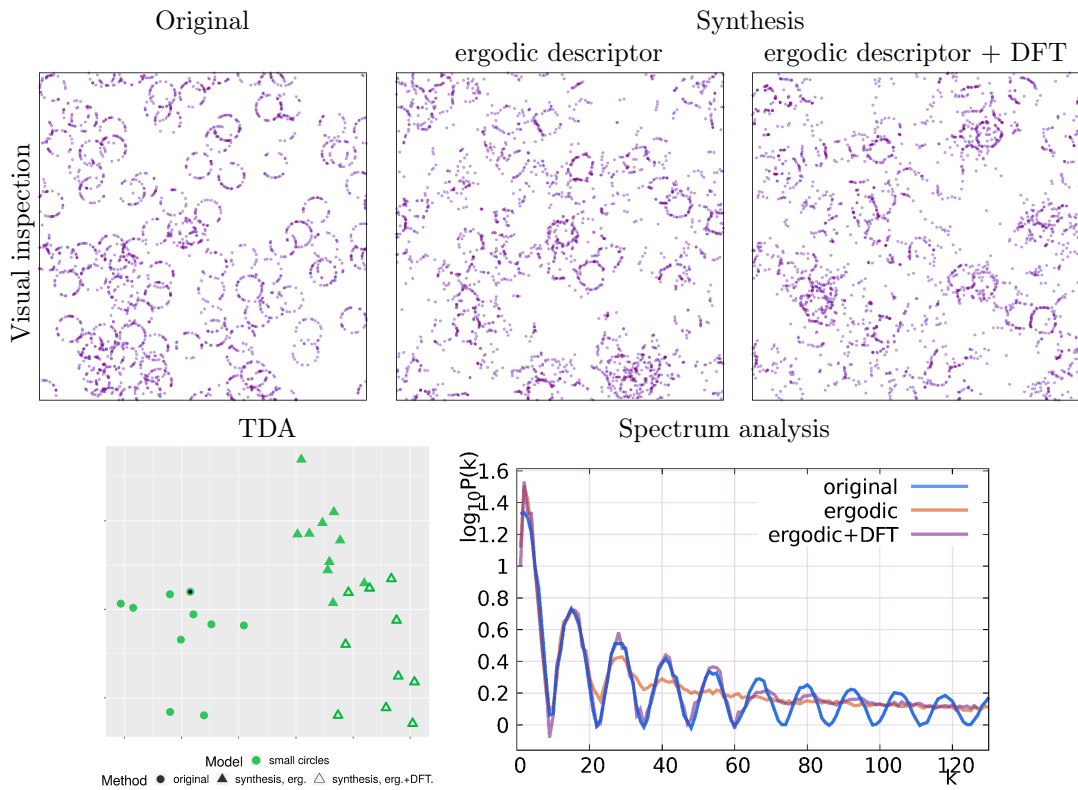 Original
Synthesis
ergodic descriptor
ergodic descriptor + DFT
Visual inspection
TDA
Spectrum analysis
log₁₀P(k)
1.6
1.4
1.2
1
0.8
0.6
0.4
0.2
0
original
ergodic
ergodic+DFT
0 20 40 60 80 100 120
k
Model small circles
Method original synthesis, erg. synthesis, erg.+DFT.